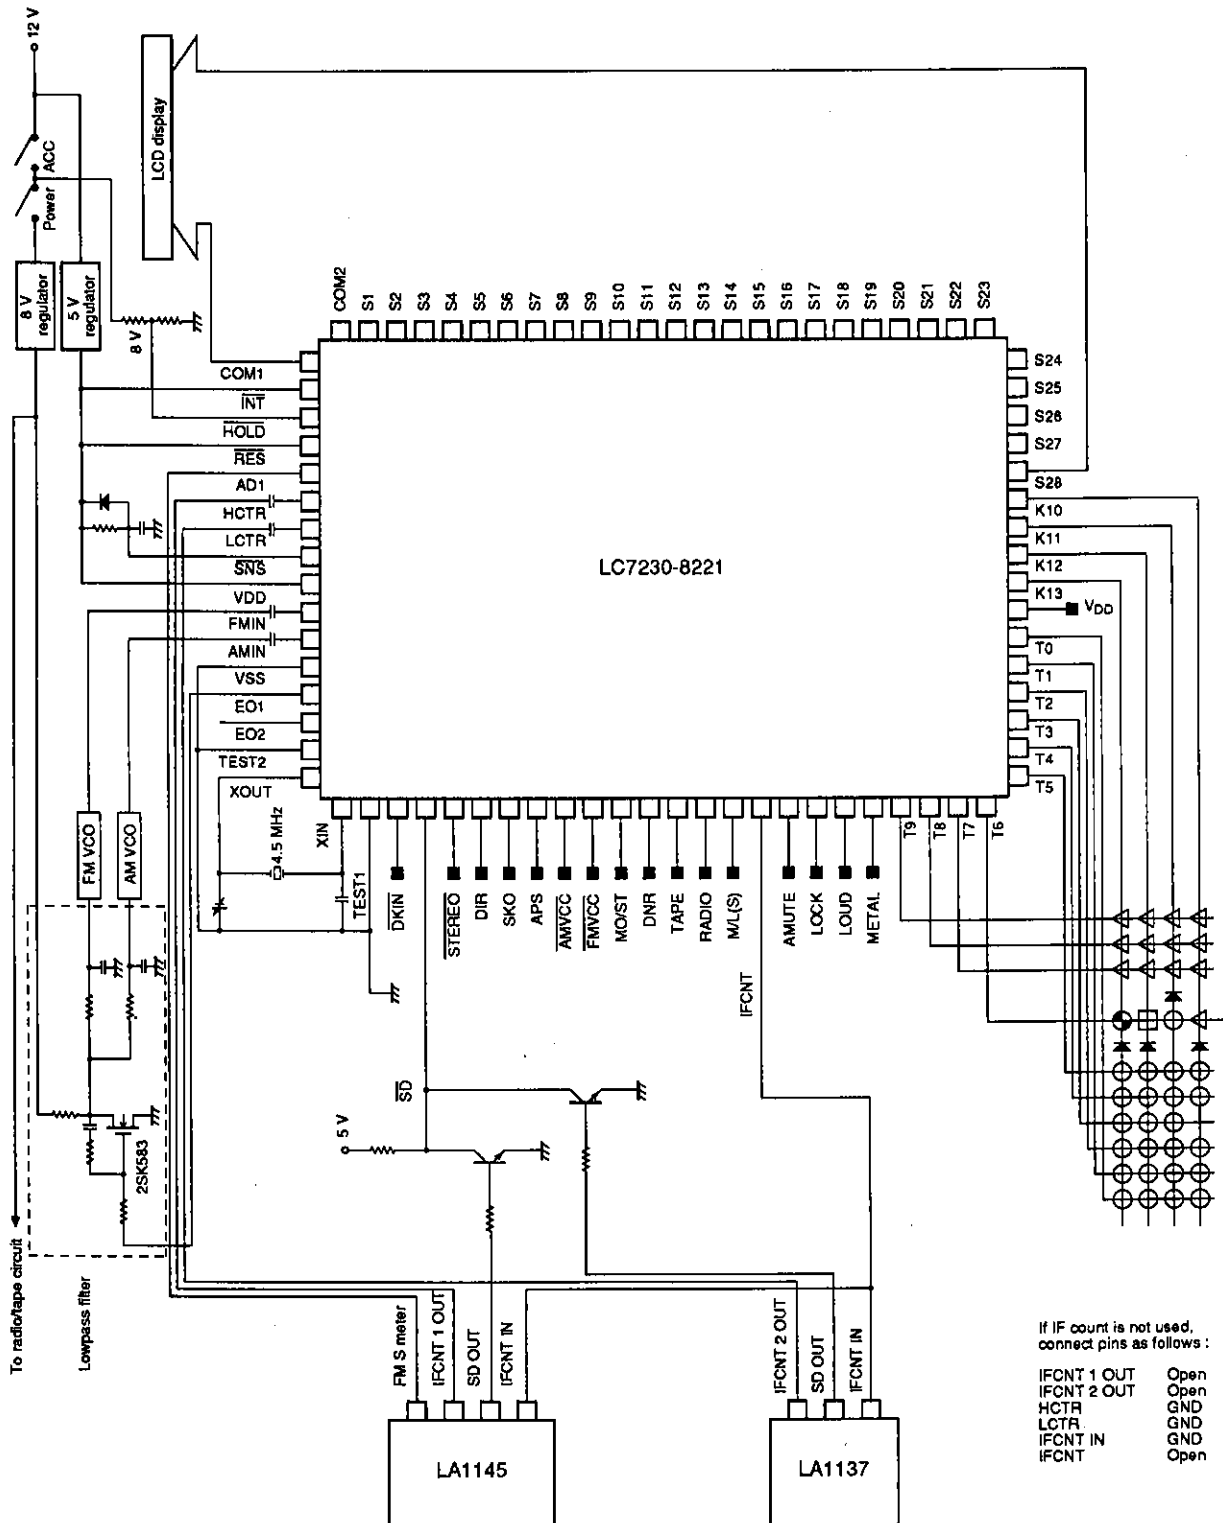 12 V
ACC
Power
8 V
regulator
5 V
regulator
8 V
LCD display
COM2
S1
S2
S3
S4
S5
S6
S7
S8
S9
S10
S11
S12
S13
S14
S15
S16
S17
S18
S19
S20
S21
S22
S23
COM1
INT
HOLD
RES
AD1
HCTR
LCTR
SNS
VDD
FMIN
AMIN
VSS
EO1
EO2
TEST2
XOUT
LC7230-8221
S24
S25
S26
S27
S28
K10
K11
K12
K13
VDD
T0
T1
T2
T3
T4
T5
T9
T8
T7
T6
FM VCO
AM VCO
4.5 MHz
XIN
TEST1
DKIN
STEREO
DIR
SKO
APS
AMVCC
FMVCC
MO/ST
DNR
TAPE
RADIO
M/L(S)
IFCNT
AMUTE
LOCK
LOUD
METAL
SD
5 V
2SK583
To radio/tape circuit
Lowpass filter
FM S meter
IFCNT 1 OUT
SD OUT
IFCNT IN
IFCNT 2 OUT
SD OUT
IFCNT IN
LA1145
LA1137
If IF count is not used,
connect pins as follows :
IFCNT 1 OUT Open
IFCNT 2 OUT Open
HCTR GND
LCTR GND
IFCNT IN GND
IFCNT Open